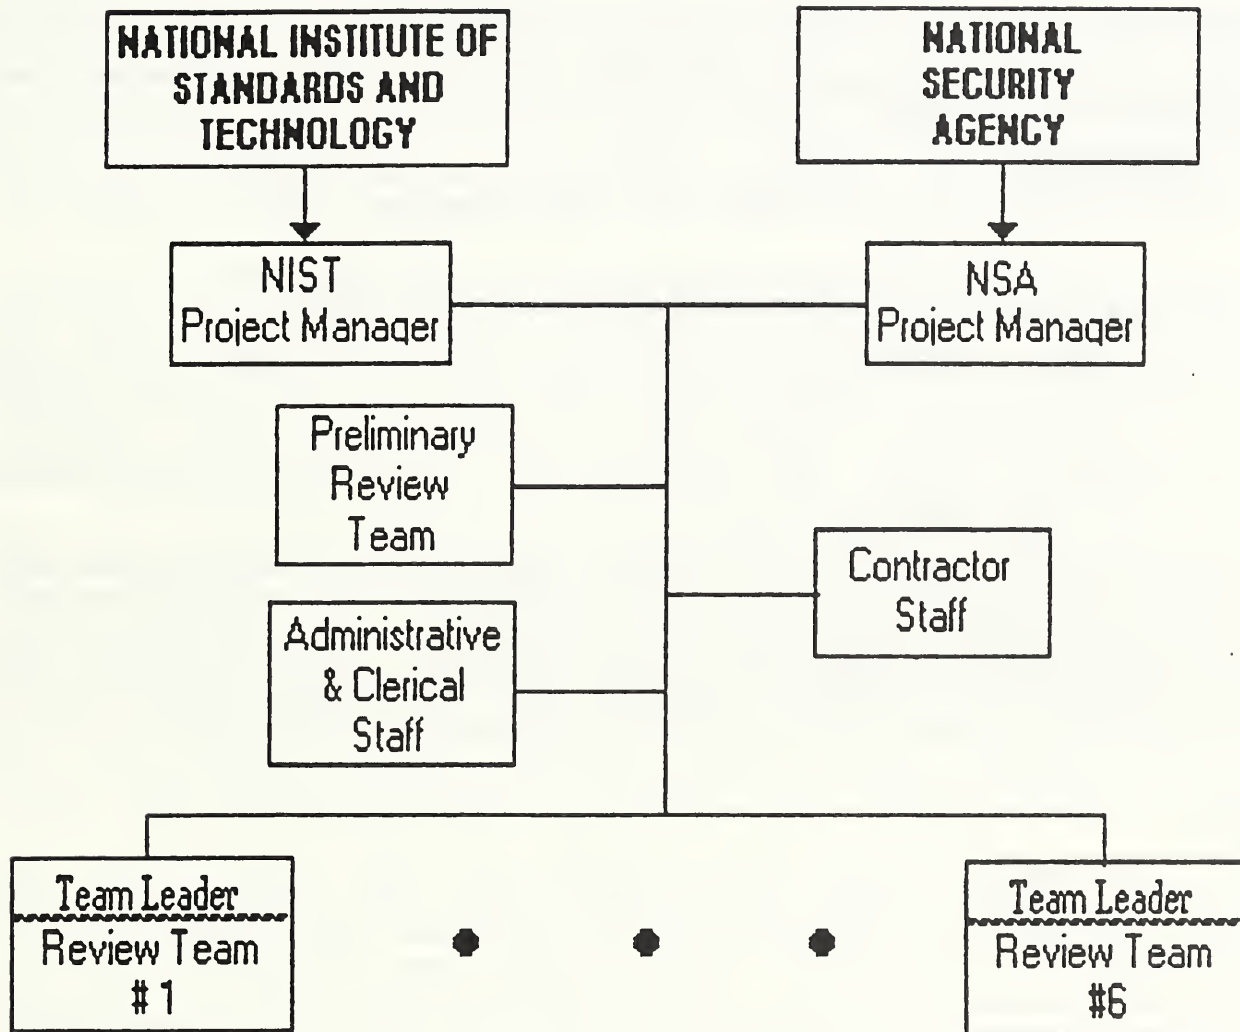 NATIONAL INSTITUTE OF
STANDARDS AND
TECHNOLOGY
NATIONAL
SECURITY
AGENCY
NIST
Project Manager
NSA
Project Manager
Preliminary
Review
Team
Contractor
Staff
Administrative
& Clerical
Staff
Team Leader
Review Team
#1
Team Leader
Review Team
#6